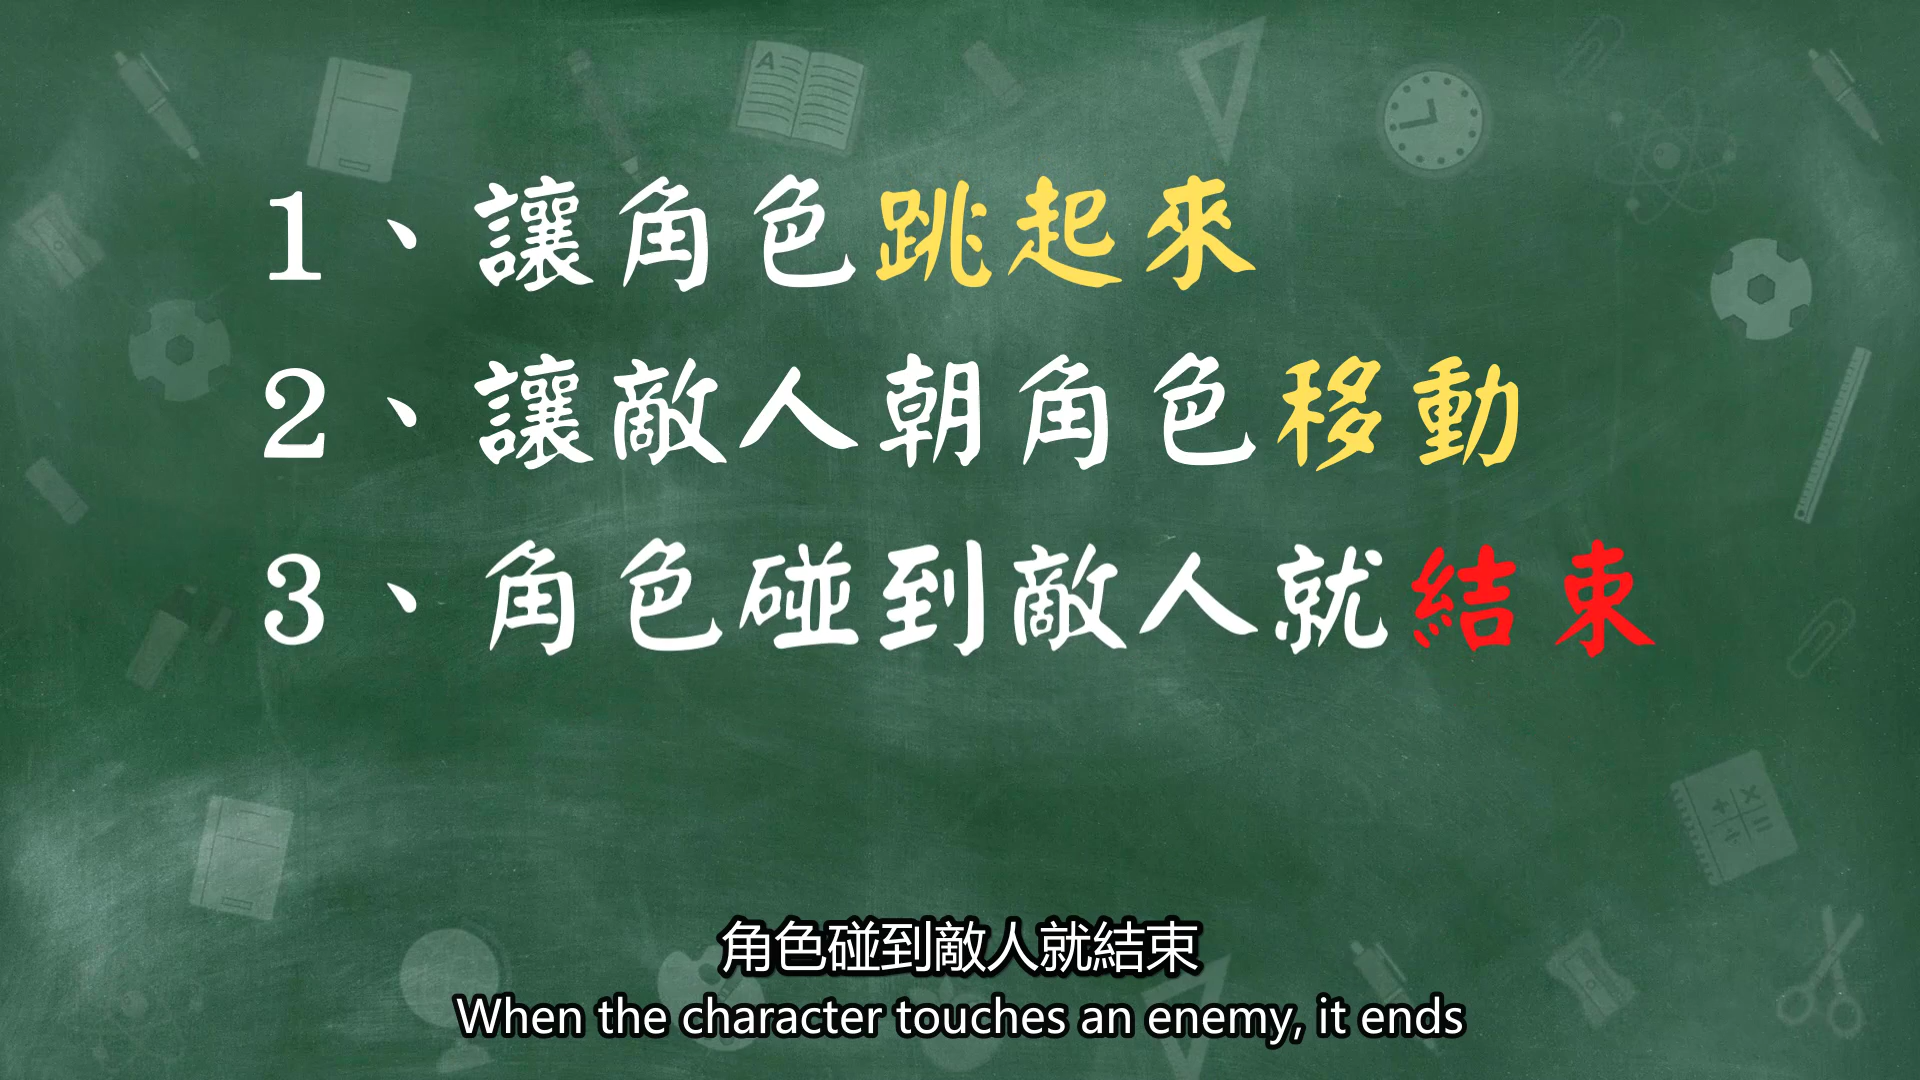 1、讓角色跳起來
2、讓敵人朝角色移動
3、角色碰到敵人就結束
角色碰到敵人就結束
When the character touches an enemy, it ends